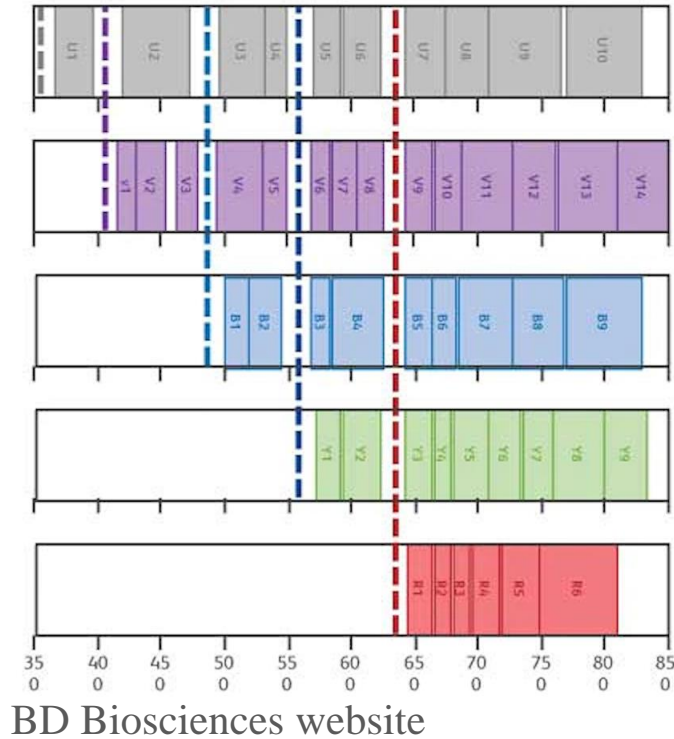 U1 U2 U3 U4 U5 U6 U7 U8 U9 U10
V1 V2 V3 V4 V5 V6 V7 V8 V9 V10 V11 V12 V13 V14
B1 B2 B3 B4 B5 B6 B7 B8 B9
Y1 Y2 Y3 Y4 Y5 Y6 Y7 Y8 Y9
R1 R2 R3 R4 R5 R6
35 40 45 50 55 60 65 70 75 80 85
0 0 0 0 0 0 0 0 0 0 0
BD Biosciences website